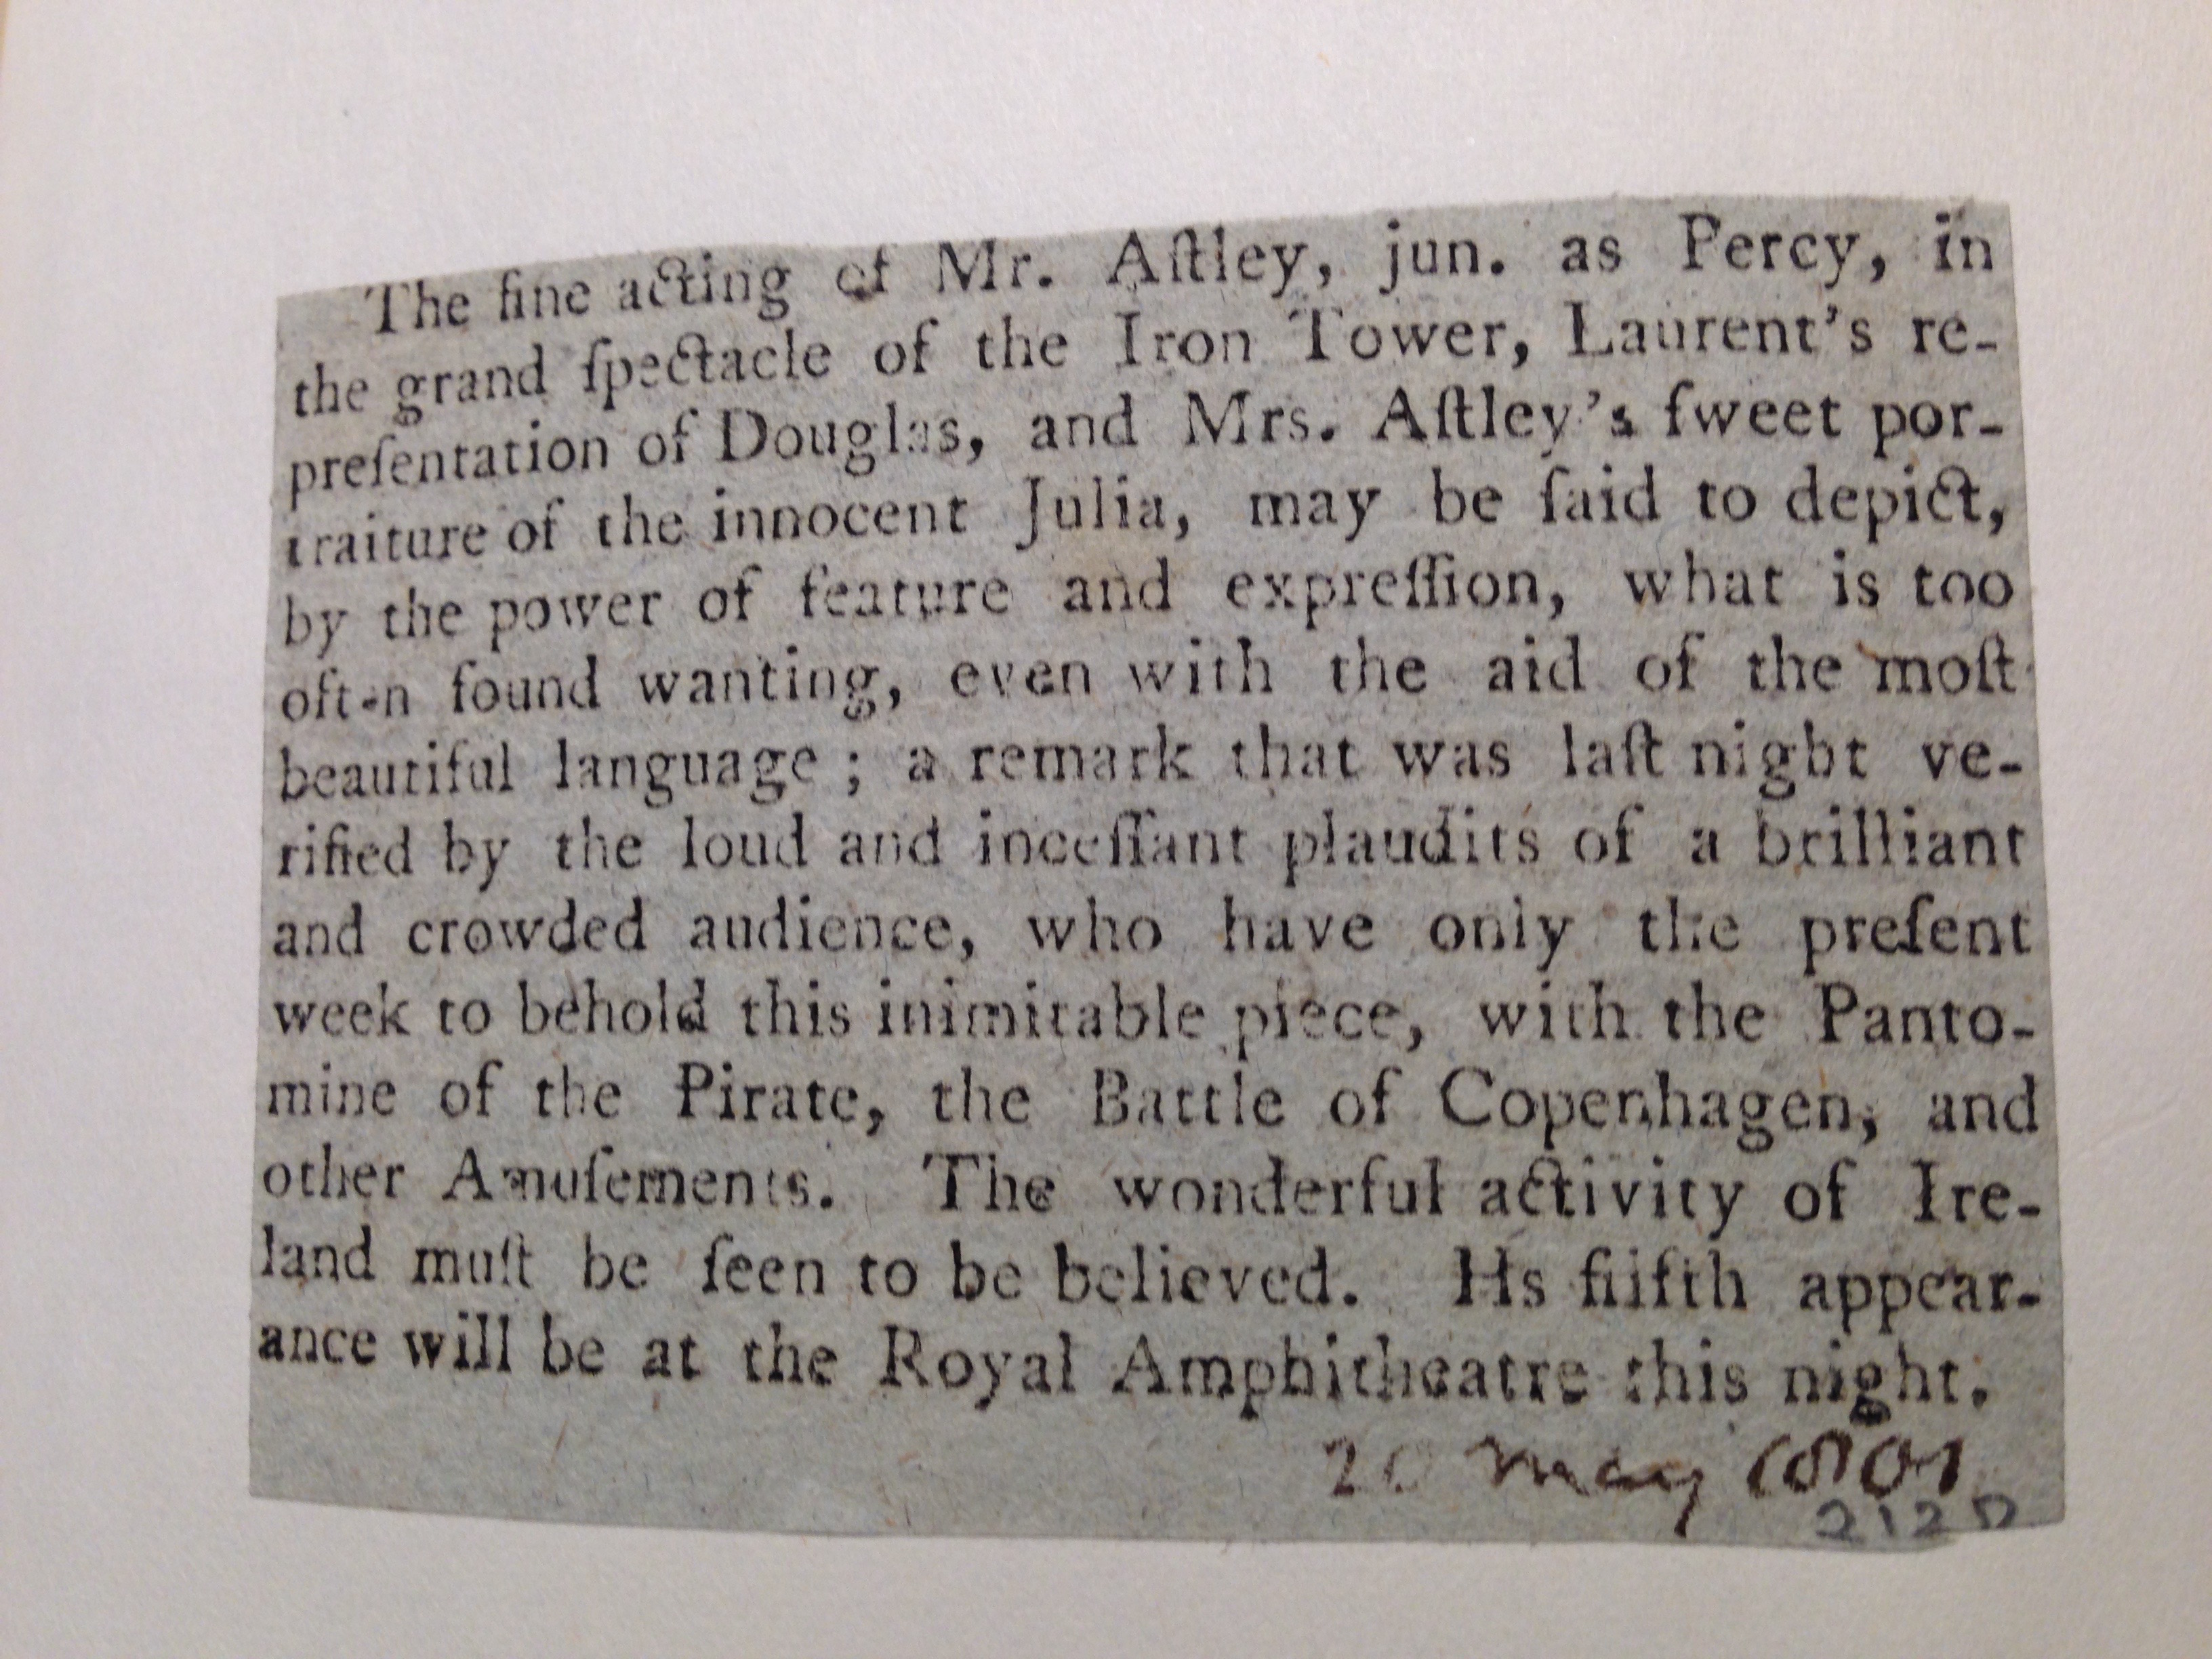 The fine acting of Mr. Aſtley, jun. as Percy, in
the grand ſpectacle of the Iron Tower, Laurent's re-
preſentation of Douglas, and Mrs. Aſtley's ſweet por-
traiture of the innocent Julia, may be ſaid to depict,
by the power of feature and expreſſion, what is too
often found wanting, even with the aid of the moſt
beautiful language; a remark that was laſt night ve-
rified by the loud and inceſſant plaudits of a brilliant
and crowded audience, who have only the preſent
week to behold this inimitable piece, with the Panto-
mine of the Pirate, the Battle of Copenhagen, and
other Amuſements. The wonderful activity of Ire-
land muſt be ſeen to be believed. His fiifth appear-
ance will be at the Royal Amphitheatre this night.
20 May 1801